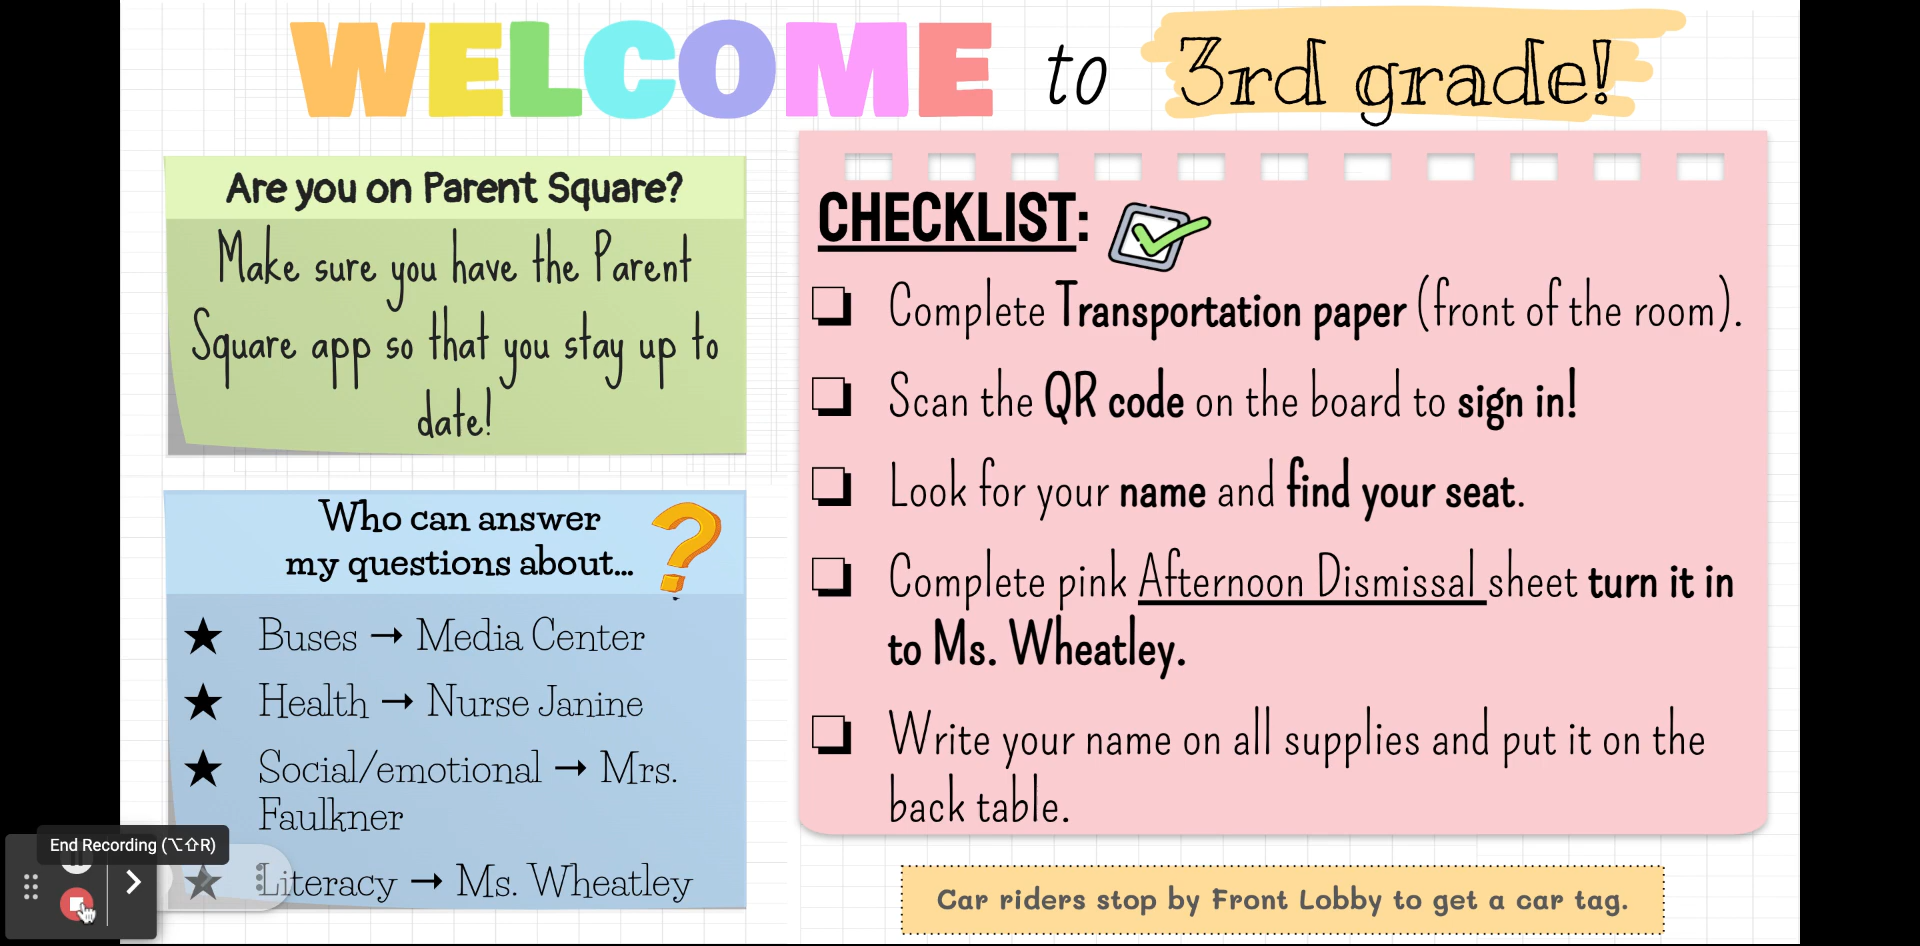 WELCOME to 3rd grade!
Are you on Parent Square?
Make sure you have the Parent
Square app so that you stay up to
date!
Who can answer
my questions about...
★ Buses → Media Center
★ Health → Nurse Janine
★ Social/emotional → Mrs.
Faulkner
★ Literacy → Ms. Wheatley
CHECKLIST:
❏ Complete Transportation paper (front of the room).
❏ Scan the QR code on the board to sign in!
❏ Look for your name and find your seat.
❏ Complete pink Afternoon Dismissal sheet turn it in
to Ms. Wheatley.
❏ Write your name on all supplies and put it on the
back table.
Car riders stop by Front Lobby to get a car tag.
End Recording (⌥⇧R)